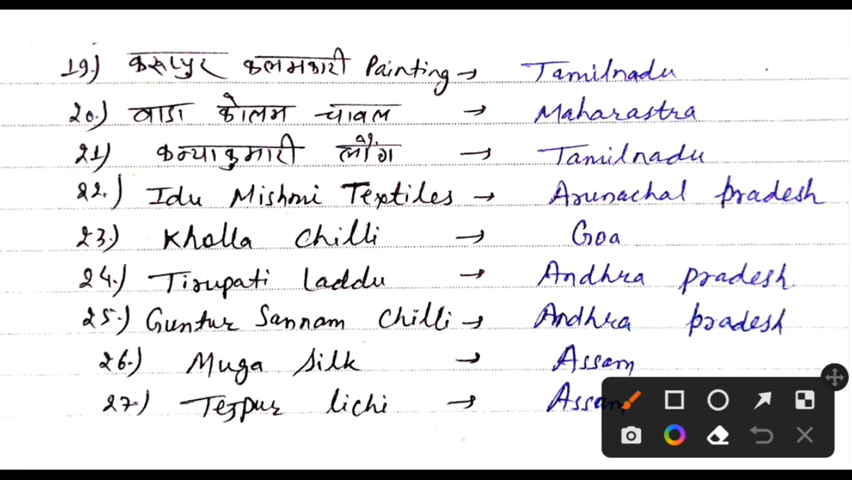 19.) करूप्पुर कलमकारी Painting → Tamilnadu
20.) वाडा कोलम चावल → Maharastra
21) कन्याकुमारी लौंग → Tamilnadu
22.) Idu Mishmi Textiles → Arunachal pradesh
23.) Kholla Chilli → Goa
24.) Tirupati Laddu → Andhra pradesh
25.) Guntur Sannam Chilli → Andhra pradesh
26.) Muga Silk → Assam
27.) Tezpur lichi → Assam